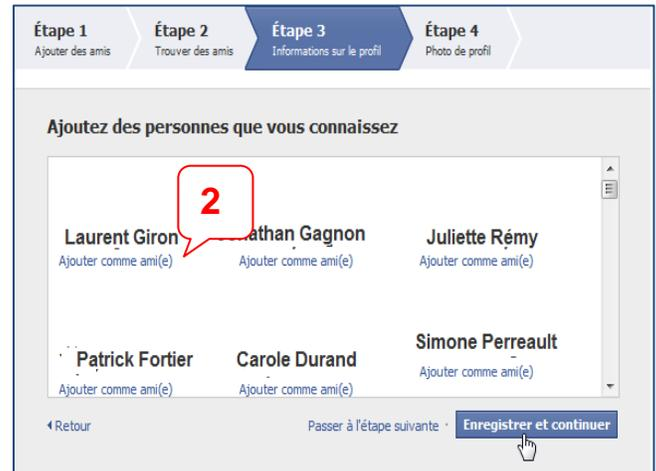 Étape 1 Étape 2 Étape 3 Étape 4
Ajouter des amis Trouver des amis Informations sur le profil Photo de profil
Ajoutez des personnes que vous connaissez
2
Laurent Giron athan Gagnon Juliette Rémy
Ajouter comme ami(e) Ajouter comme ami(e) Ajouter comme ami(e)
Patrick Fortier Carole Durand Simone Perreault
Ajouter comme ami(e) Ajouter comme ami(e) Ajouter comme ami(e)
Retour Passer à l'étape suivante · Enregistrer et continuer